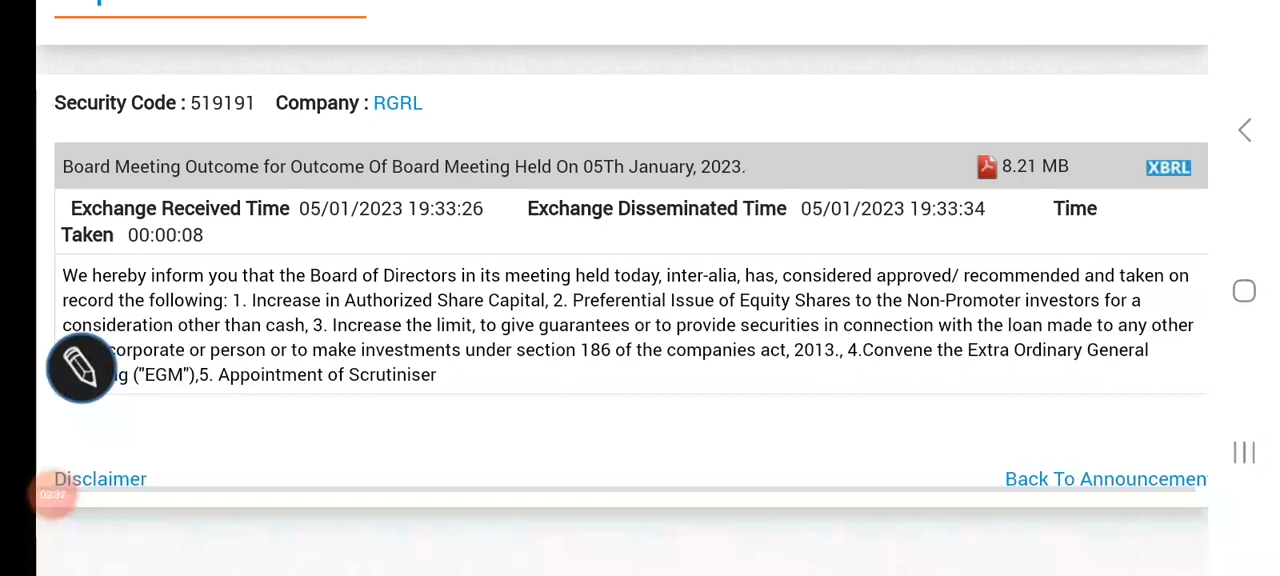 Security Code : 519191 Company : RGRL
Board Meeting Outcome for Outcome Of Board Meeting Held On 05Th January, 2023. 8.21 MB XBRL
Exchange Received Time 05/01/2023 19:33:26 Exchange Disseminated Time 05/01/2023 19:33:34 Time
Taken 00:00:08
We hereby inform you that the Board of Directors in its meeting held today, inter-alia, has, considered approved/ recommended and taken on
record the following: 1. Increase in Authorized Share Capital, 2. Preferential Issue of Equity Shares to the Non-Promoter investors for a
consideration other than cash, 3. Increase the limit, to give guarantees or to provide securities in connection with the loan made to any other
corporate or person or to make investments under section 186 of the companies act, 2013., 4.Convene the Extra Ordinary General
g ("EGM"),5. Appointment of Scrutiniser
Disclaimer Back To Announcemen